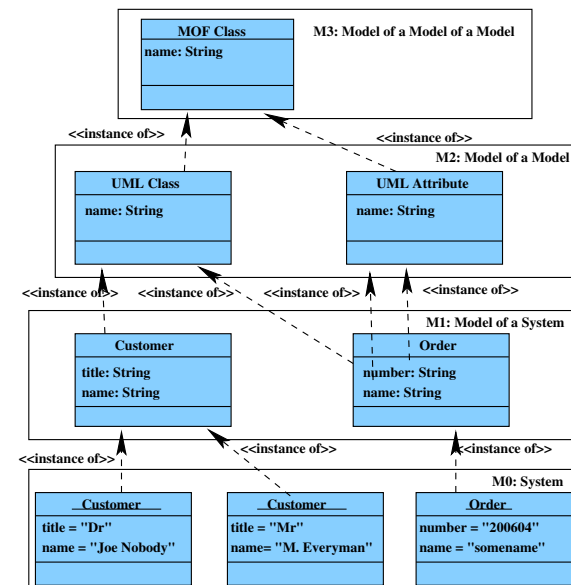 MOF Class
M3: Model of a Model of a Model
name: String
<<instance of>>
<<instance of>>
M2: Model of a Model
UML Class
UML Attribute
name: String
name: String
<<instance of>>
<<instance of>>
<<instance of>>
<<instance of>>
M1: Model of a System
Customer
Order
title: String
number: String
name: String
name: String
<<instance of>>
<<instance of>>
<<instance of>>
M0: System
Customer
Customer
Order
title = "Dr"
title = "Mr"
number = "200604"
name = "Joe Nobody"
name= "M. Everyman"
name = "somename"